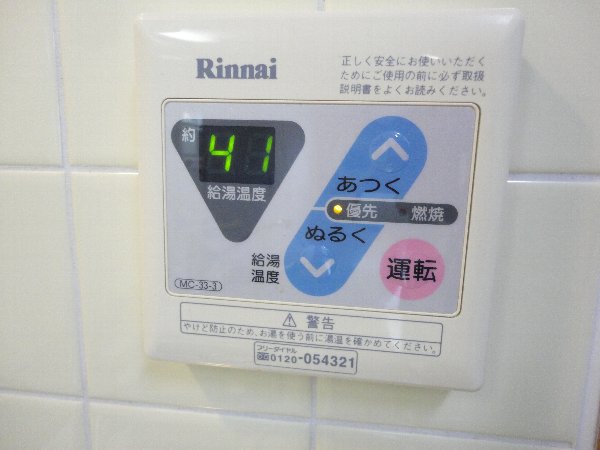 Rinnai
正しく安全にお使いいただく
ためにご使用の前に必ず取扱
説明書をよくお読みください。
約 41
給湯温度
あつく
優先 燃焼
ぬるく
給湯
温度
運転
MC-33-3
警告
やけど防止のため、お湯を使う前に湯温を確かめてください。
フリーダイヤル
0120-054321